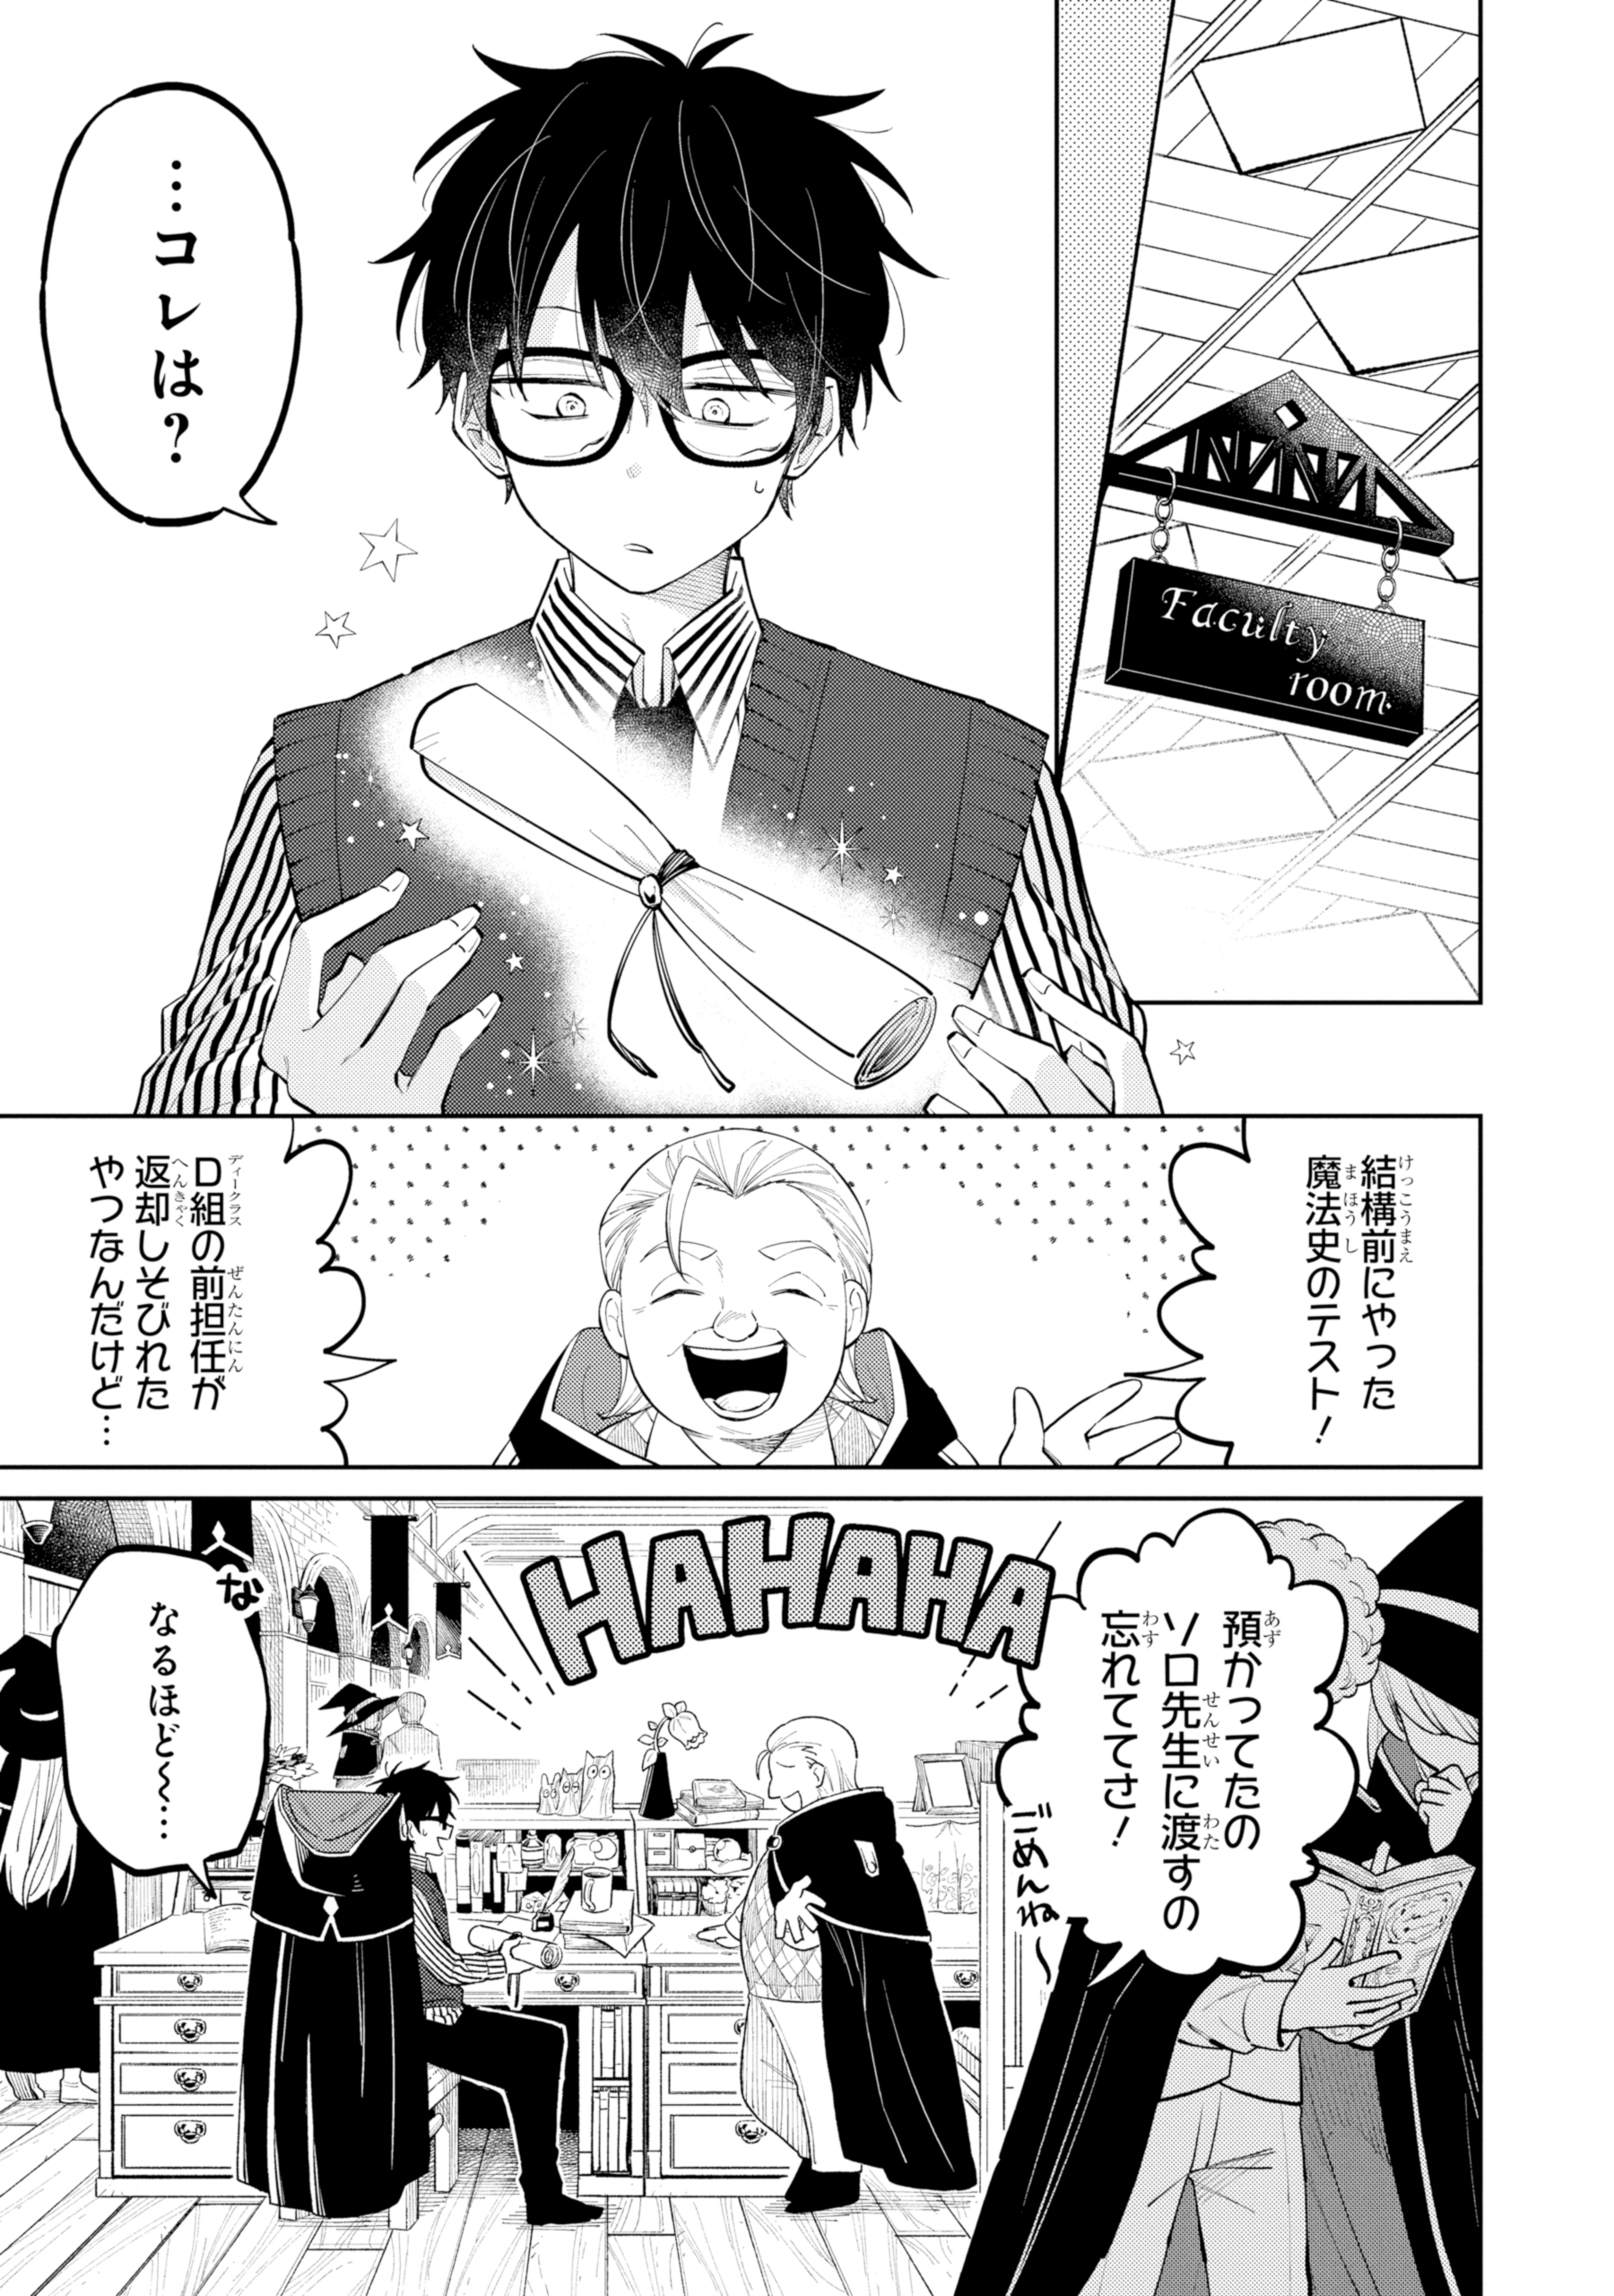 Faculty
room
…コレは?
結構前にやった
魔法史のテスト!
D組の前担任が
返却しそびれた
やつなんだけど…
預かってたの
ソロ先生に渡すの
忘れててさ!
ごめんね〜
HAHAHAHA
な
なるほど〜…